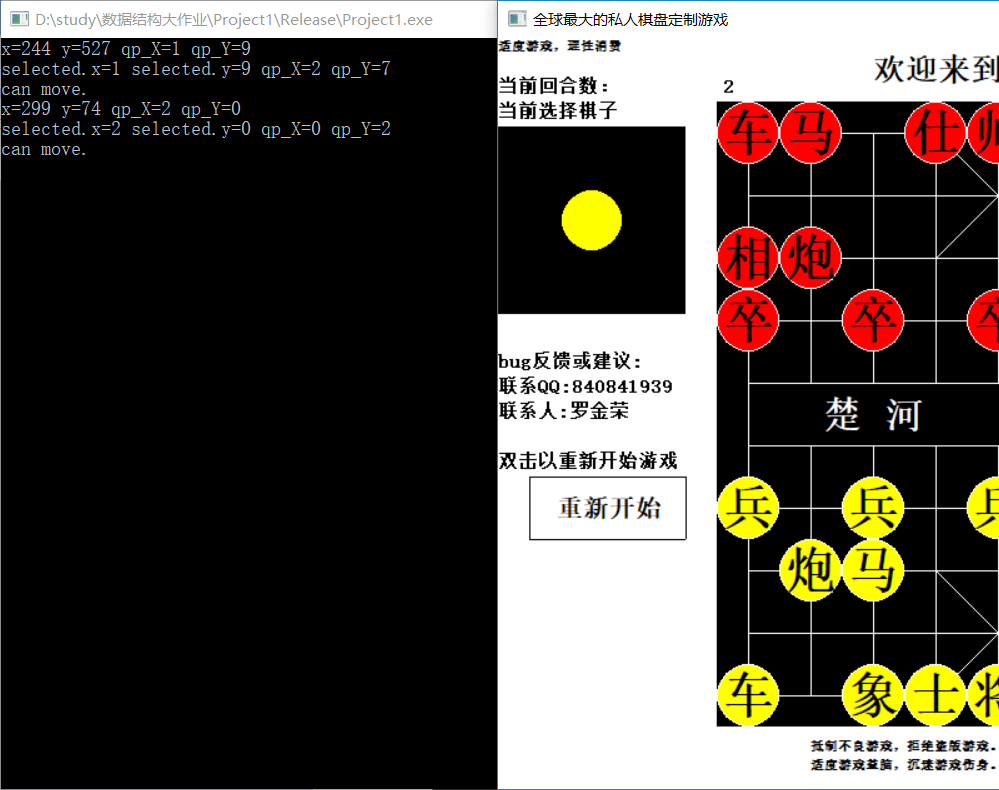 D:\study\数据结构大作业\Project1\Release\Project1.exe
x=244 y=527 qp_X=1 qp_Y=9
selected.x=1 selected.y=9 qp_X=2 qp_Y=7
can move.
x=299 y=74 qp_X=2 qp_Y=0
selected.x=2 selected.y=0 qp_X=0 qp_Y=2
can move.
全球最大的私人棋盘定制游戏
适度游戏，理性消费
欢迎来到
当前回合数： 2
当前选择棋子
bug反馈或建议：
联系QQ:840841939
联系人:罗金荣
双击以重新开始游戏
重新开始
车 马 仕 帅
相 炮
卒 卒 卒
楚 河
兵 兵 兵
炮 马
车 象 士 将
抵制不良游戏，拒绝盗版游戏。
适度游戏益脑，沉迷游戏伤身。